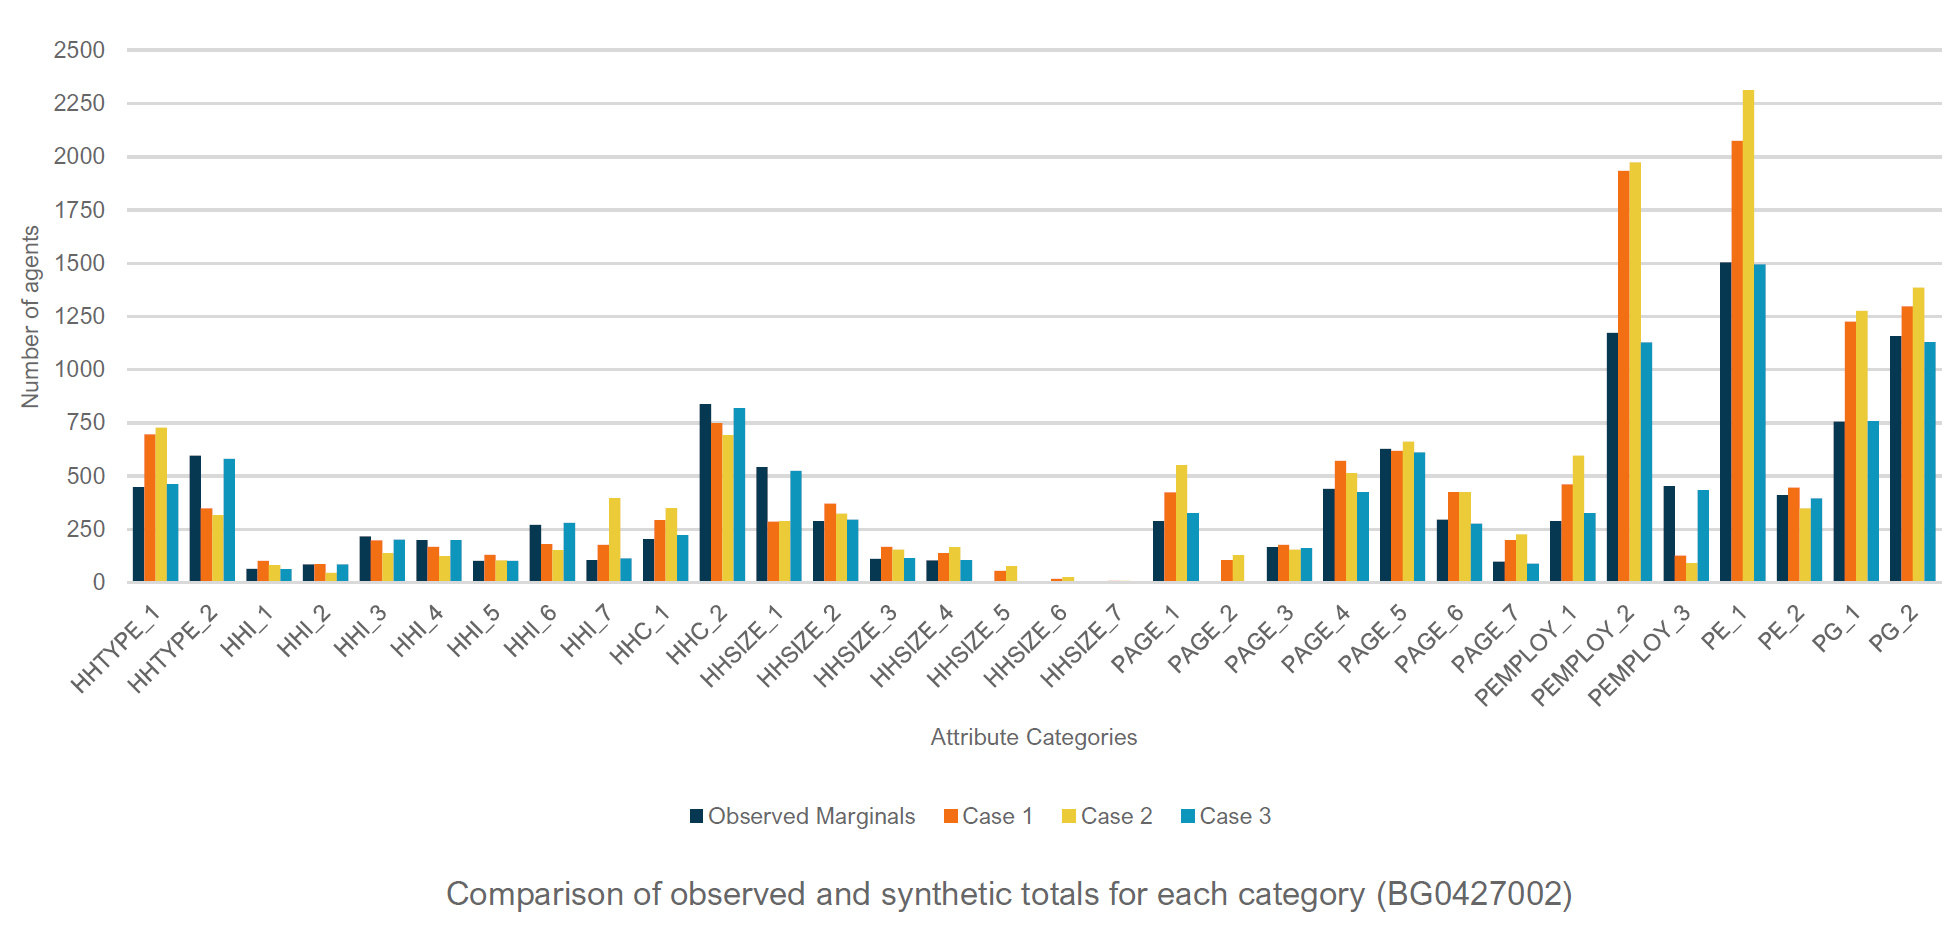 2500
2250
2000
1750
1500
1250
1000
750
500
250
0
Number of agents
HHTYPE_1
HHTYPE_2
HHI_1
HHI_2
HHI_3
HHI_4
HHI_5
HHI_6
HHI_7
HHC_1
HHC_2
HHSIZE_1
HHSIZE_2
HHSIZE_3
HHSIZE_4
HHSIZE_5
HHSIZE_6
HHSIZE_7
PAGE_1
PAGE_2
PAGE_3
PAGE_4
PAGE_5
PAGE_6
PAGE_7
PEMPLOY_1
PEMPLOY_2
PEMPLOY_3
PE_1
PE_2
PG_1
PG_2
Attribute Categories
Observed Marginals Case 1 Case 2 Case 3
Comparison of observed and synthetic totals for each category (BG0427002)